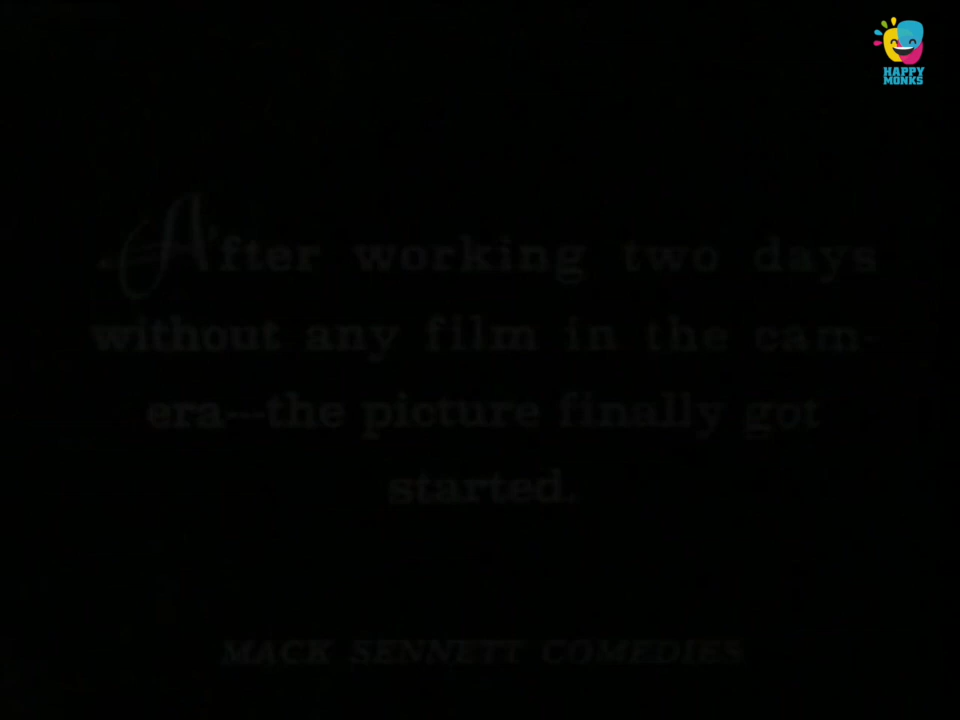 HAPPY
MONKS
After working two days
without any film in the cam-
era—the picture finally got
started.
MACK SENNETT COMEDIES